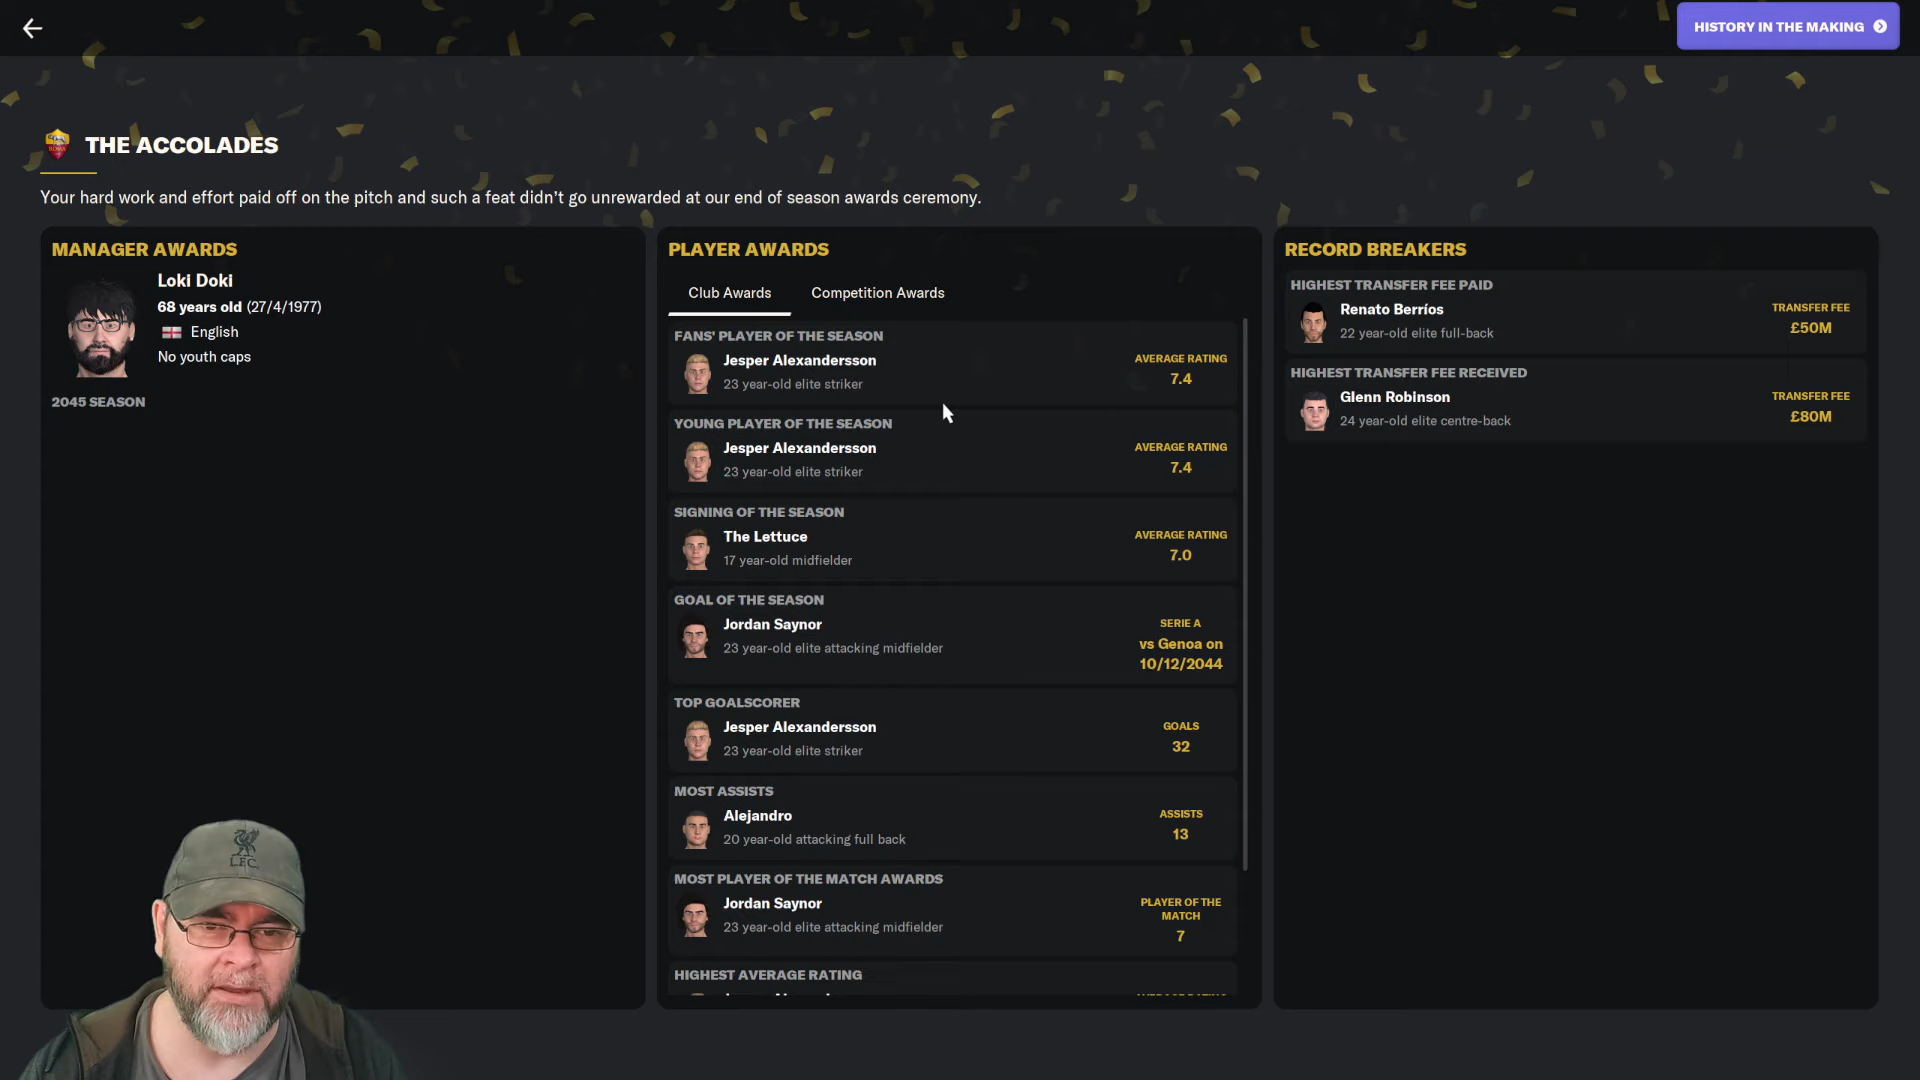 HISTORY IN THE MAKING
ROMA
THE ACCOLADES
Your hard work and effort paid off on the pitch and such a feat didn't go unrewarded at our end of season awards ceremony.
MANAGER AWARDS
Loki Doki
68 years old (27/4/1977)
English
No youth caps
2045 SEASON
PLAYER AWARDS
Club Awards
Competition Awards
FANS' PLAYER OF THE SEASON
Jesper Alexandersson
23 year-old elite striker
AVERAGE RATING
7.4
YOUNG PLAYER OF THE SEASON
Jesper Alexandersson
23 year-old elite striker
AVERAGE RATING
7.4
SIGNING OF THE SEASON
The Lettuce
17 year-old midfielder
AVERAGE RATING
7.0
GOAL OF THE SEASON
Jordan Saynor
23 year-old elite attacking midfielder
SERIE A
vs Genoa on
10/12/2044
TOP GOALSCORER
Jesper Alexandersson
23 year-old elite striker
GOALS
32
MOST ASSISTS
Alejandro
20 year-old attacking full back
ASSISTS
13
MOST PLAYER OF THE MATCH AWARDS
Jordan Saynor
23 year-old elite attacking midfielder
PLAYER OF THE
MATCH
7
HIGHEST AVERAGE RATING
RECORD BREAKERS
HIGHEST TRANSFER FEE PAID
Renato Berríos
22 year-old elite full-back
TRANSFER FEE
£50M
HIGHEST TRANSFER FEE RECEIVED
Glenn Robinson
24 year-old elite centre-back
TRANSFER FEE
£80M
L.F.C.